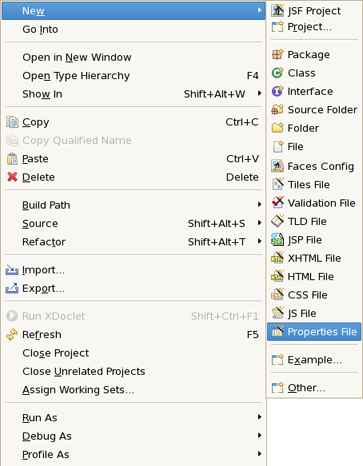 New
Go Into
Open in New Window
Open Type Hierarchy F4
Show In Shift+Alt+W
Copy Ctrl+C
Copy Qualified Name
Paste Ctrl+V
Delete Delete
Build Path
Source Shift+Alt+S
Refactor Shift+Alt+T
Import...
Export...
Run XDoclet Shift+Ctrl+F1
Refresh F5
Close Project
Close Unrelated Projects
Assign Working Sets...
Run As
Debug As
Profile As
JSF Project
Project...
Package
Class
Interface
Source Folder
Folder
File
Faces Config
Tiles File
Validation File
TLD File
JSP File
XHTML File
HTML File
CSS File
JS File
Properties File
Example...
Other...